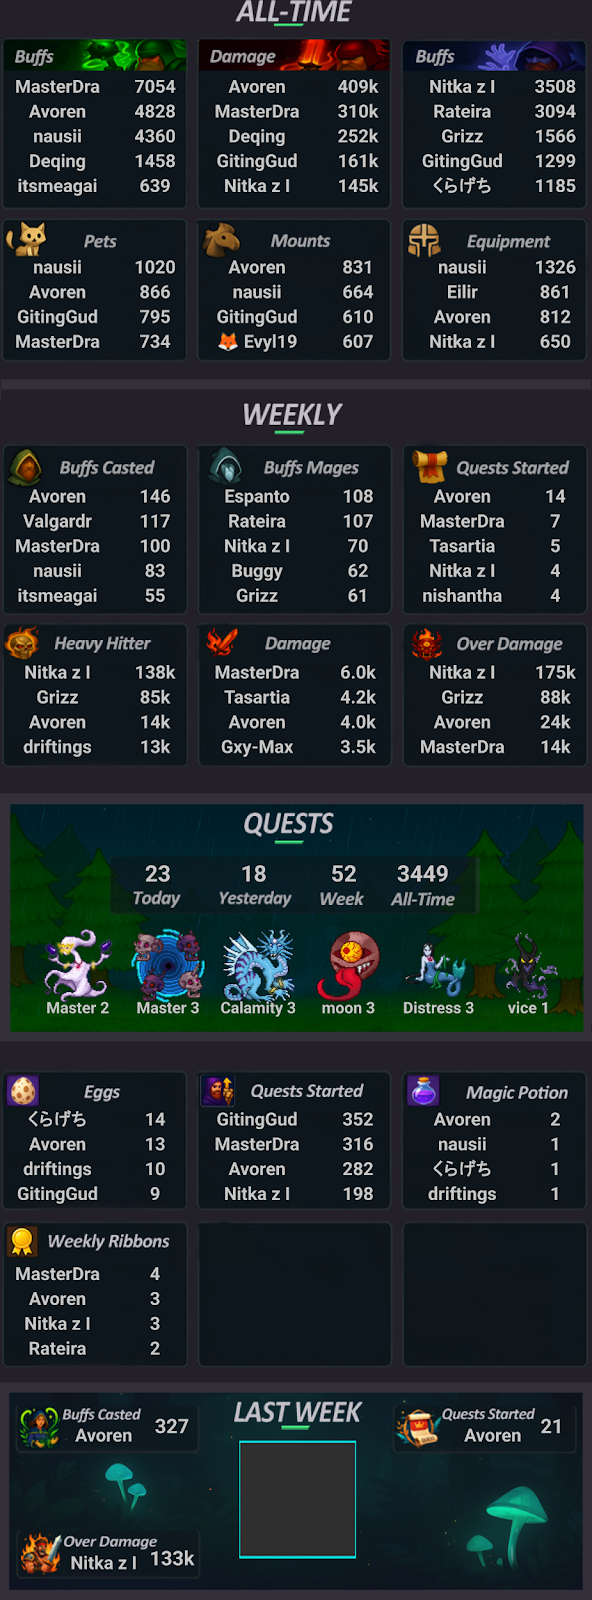 ALL-TIME
Buffs
MasterDra 7054
Avoren 4828
nausii 4360
Deqing 1458
itsmeagai 639
Damage
Avoren 409k
MasterDra 310k
Deqing 252k
GitingGud 161k
Nitka z I 145k
Buffs
Nitka z I 3508
Rateira 3094
Grizz 1566
GitingGud 1299
くらげち 1185
Pets
nausii 1020
Avoren 866
GitingGud 795
MasterDra 734
Mounts
Avoren 831
nausii 664
GitingGud 610
🦊 Evyl19 607
Equipment
nausii 1326
Eilir 861
Avoren 812
Nitka z I 650
WEEKLY
Buffs Casted
Avoren 146
Valgardr 117
MasterDra 100
nausii 83
itsmeagai 55
Buffs Mages
Espanto 108
Rateira 107
Nitka z I 70
Buggy 62
Grizz 61
Quests Started
Avoren 14
MasterDra 7
Tasartia 5
Nitka z I 4
nishantha 4
Heavy Hitter
Nitka z I 138k
Grizz 85k
Avoren 14k
driftings 13k
Damage
MasterDra 6.0k
Tasartia 4.2k
Avoren 4.0k
Gxy-Max 3.5k
Over Damage
Nitka z I 175k
Grizz 88k
Avoren 24k
MasterDra 14k
QUESTS
23 18 52 3449
Today Yesterday Week All-Time
Master 2 Master 3 Calamity 3 moon 3 Distress 3 vice 1
Eggs
くらげち 14
Avoren 13
driftings 10
GitingGud 9
Quests Started
GitingGud 352
MasterDra 316
Avoren 282
Nitka z I 198
Magic Potion
Avoren 2
nausii 1
くらげち 1
driftings 1
Weekly Ribbons
MasterDra 4
Avoren 3
Nitka z I 3
Rateira 2
LAST WEEK
Buffs Casted
Avoren 327
Quests Started
Avoren 21
Over Damage
Nitka z I 133k